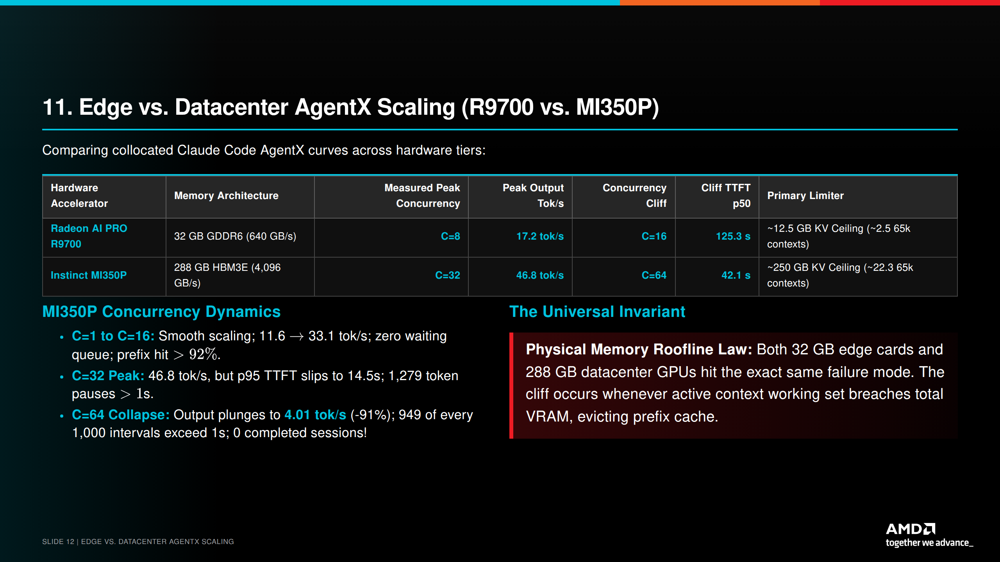 11. Edge vs. Datacenter AgentX Scaling (R9700 vs. MI350P)
Comparing collocated Claude Code AgentX curves across hardware tiers:
Hardware Accelerator | Memory Architecture | Measured Peak Concurrency | Peak Output Tok/s | Concurrency Cliff | Cliff TTFT p50 | Primary Limiter
Radeon AI PRO R9700 | 32 GB GDDR6 (640 GB/s) | C=8 | 17.2 tok/s | C=16 | 125.3 s | ~12.5 GB KV Ceiling (~2.5 65k contexts)
Instinct MI350P | 288 GB HBM3E (4,096 GB/s) | C=32 | 46.8 tok/s | C=64 | 42.1 s | ~250 GB KV Ceiling (~22.3 65k contexts)
MI350P Concurrency Dynamics
• C=1 to C=16: Smooth scaling; 11.6 → 33.1 tok/s; zero waiting
queue; prefix hit > 92%.
• C=32 Peak: 46.8 tok/s, but p95 TTFT slips to 14.5s; 1,279 token
pauses > 1s.
• C=64 Collapse: Output plunges to 4.01 tok/s (-91%); 949 of every
1,000 intervals exceed 1s; 0 completed sessions!
The Universal Invariant
Physical Memory Roofline Law: Both 32 GB edge cards and
288 GB datacenter GPUs hit the exact same failure mode. The
cliff occurs whenever active context working set breaches total
VRAM, evicting prefix cache.
SLIDE 12 | EDGE VS. DATACENTER AGENTX SCALING
AMD
together we advance_